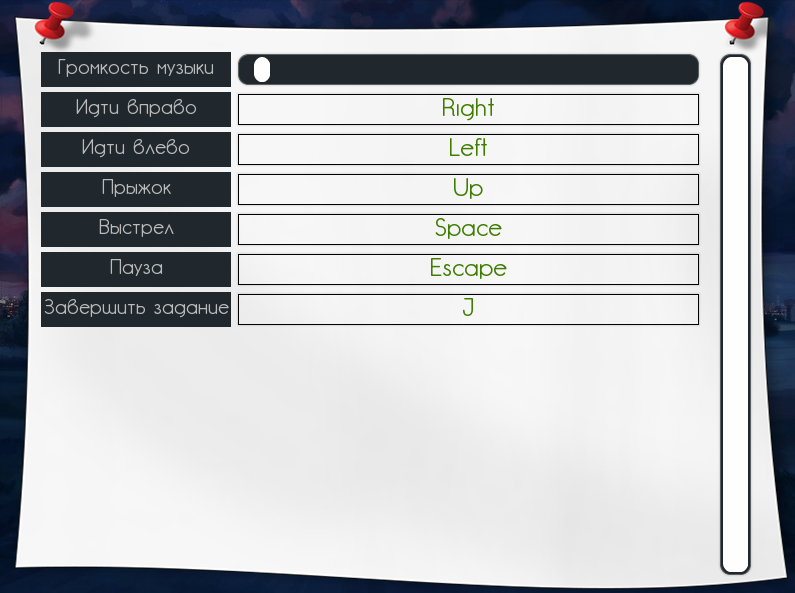 Громкость музыки
Идти вправо Right
Идти влево Left
Прыжок Up
Выстрел Space
Пауза Escape
Завершить задание J